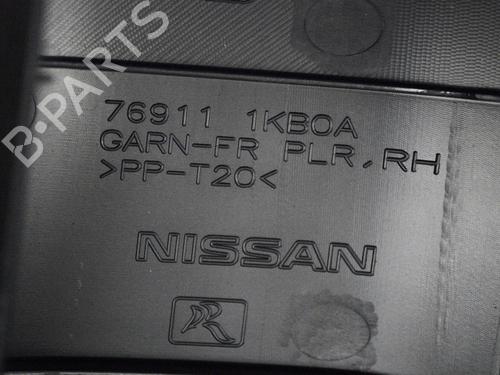 76911 1KB0A
GARN-FR PLR, RH
>PP-T20<
NISSAN
R
B-PARTS